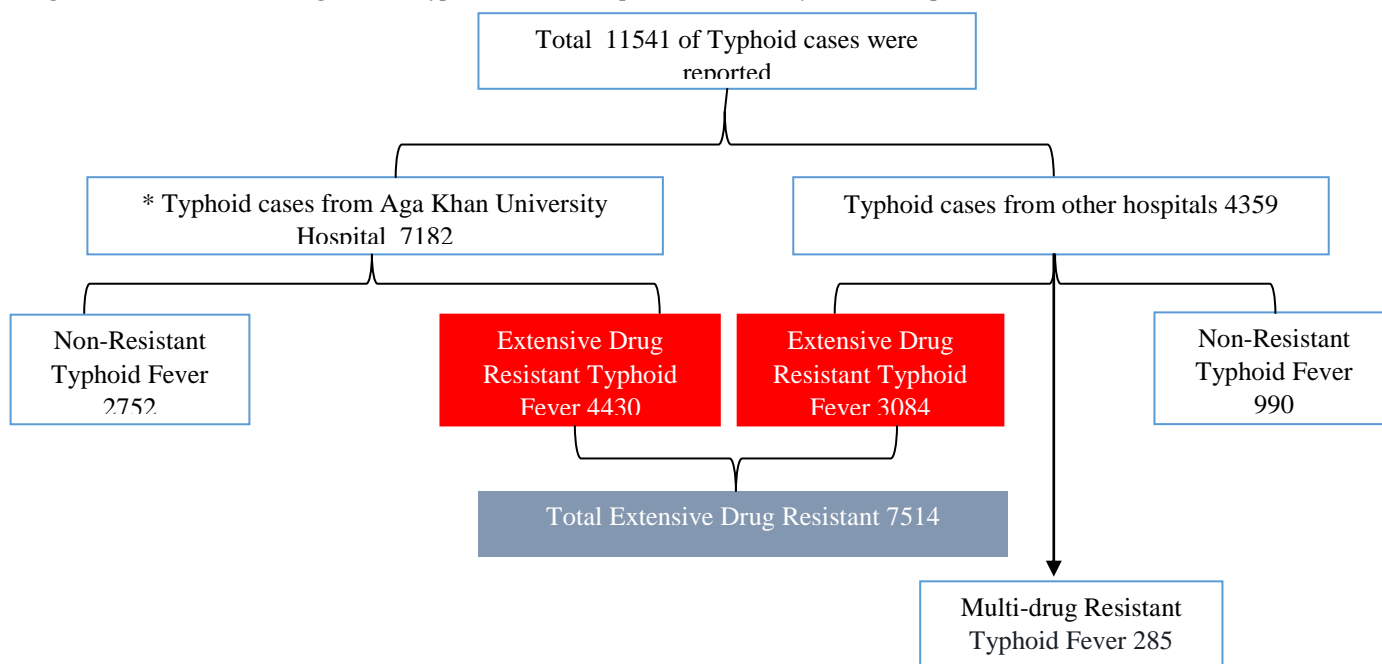 Total 11541 of Typhoid cases were
reported
* Typhoid cases from Aga Khan University
Hospital 7182
Typhoid cases from other hospitals 4359
Non-Resistant
Typhoid Fever
2752
Extensive Drug
Resistant Typhoid
Fever 4430
Extensive Drug
Resistant Typhoid
Fever 3084
Non-Resistant
Typhoid Fever
990
Total Extensive Drug Resistant 7514
Multi-drug Resistant
Typhoid Fever 285